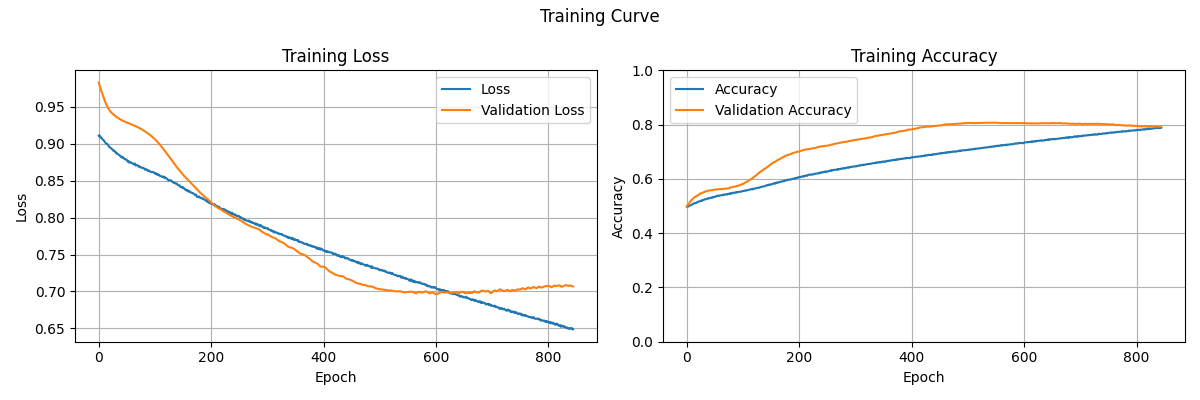 Training Curve
Training Loss
Loss
Validation Loss
0.95
0.90
0.85
0.80
0.75
0.70
0.65
Loss
0
200
400
600
800
Epoch
Training Accuracy
Accuracy
Validation Accuracy
1.0
0.8
0.6
0.4
0.2
0.0
Accuracy
0
200
400
600
800
Epoch